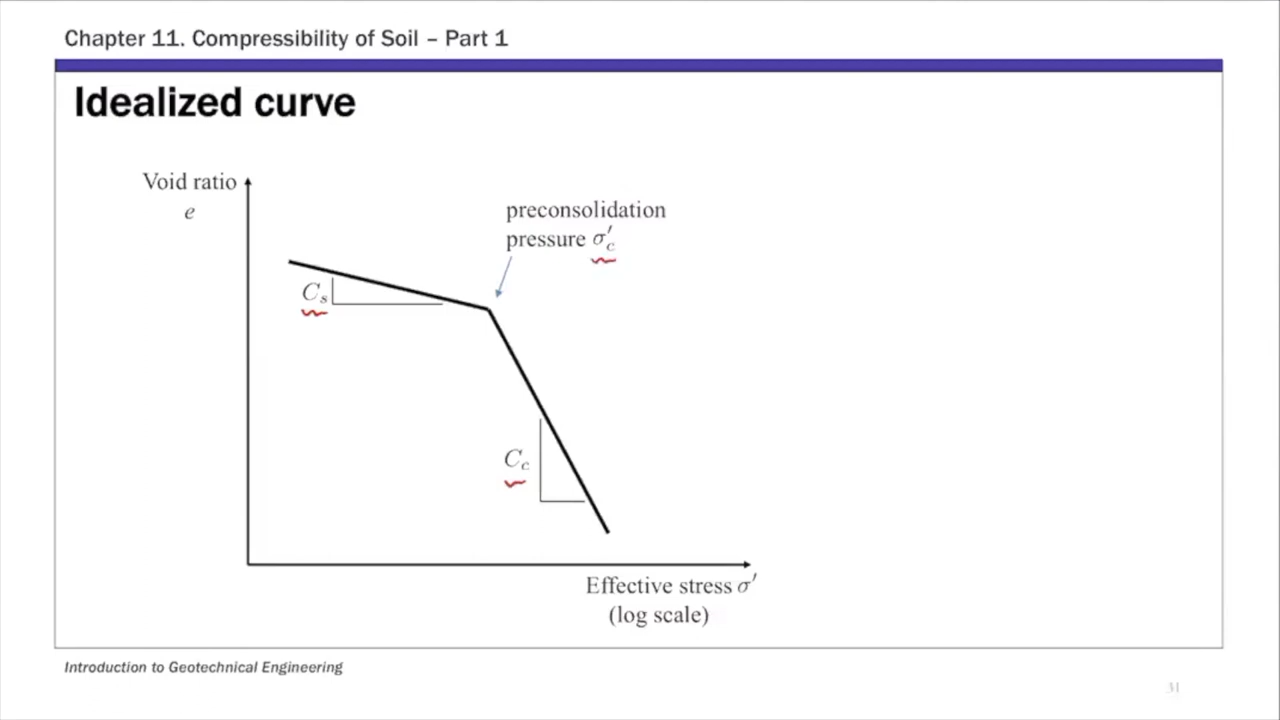 Chapter 11. Compressibility of Soil – Part 1
Idealized curve
Void ratio
e
preconsolidation
pressure σ′c
Cs
Cc
Effective stress σ′
(log scale)
Introduction to Geotechnical Engineering
31